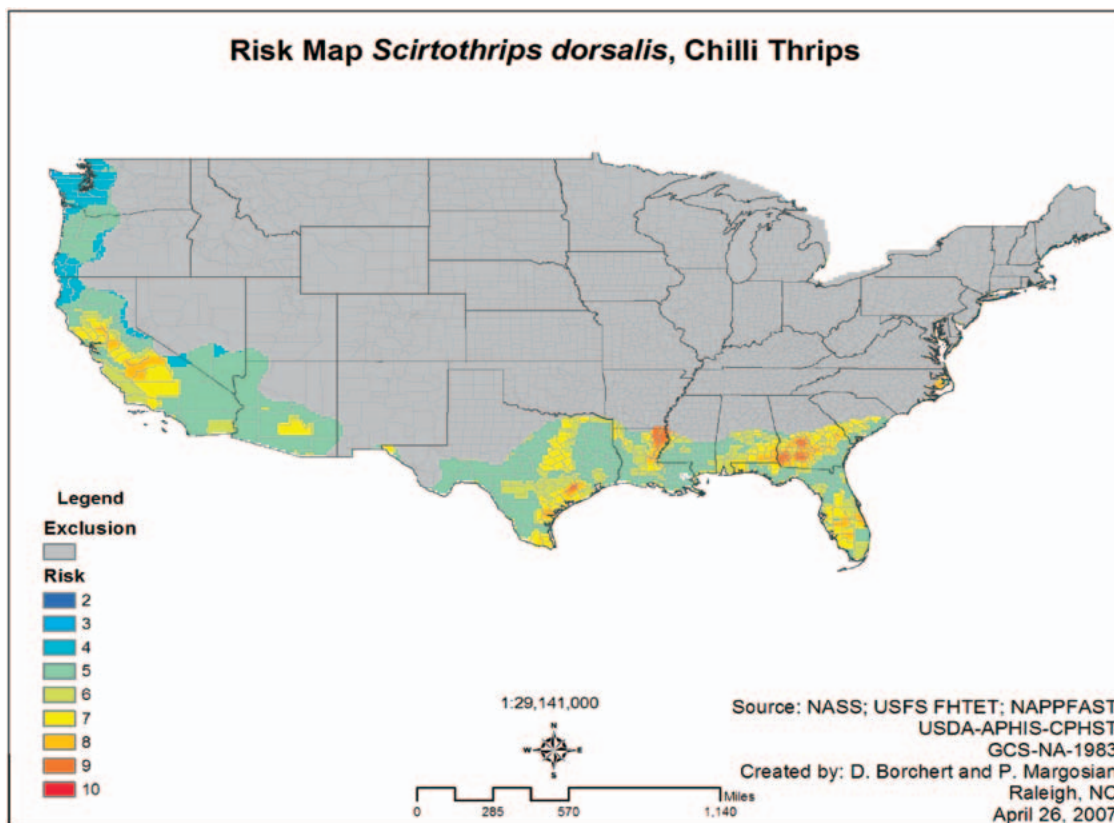 Risk Map Scirtothrips dorsalis, Chilli Thrips
Legend
Exclusion
Risk
2
3
4
5
6
7
8
9
10
1:29,141,000
N
W E
S
Miles
0 285 570 1,140
Source: NASS; USFS FHTET; NAPPFAST
USDA-APHIS-CPHST
GCS-NA-1983
Created by: D. Borchert and P. Margosian
Raleigh, NC
April 26, 2007